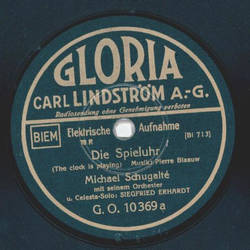 GLORIA
CARL LINDSTRÖM A.-G.
Radiosendung ohne Genehmigung verboten
BIEM Elektrische Aufnahme [Bi 713]
Die Spieluhr
(The clock is playing) Musik: Pierre Blaauw
Michael Schugalté
mit seinem Orchester
u. Celesta-Solo: SIEGFRIED ERHARDT
G. O. 10369 a